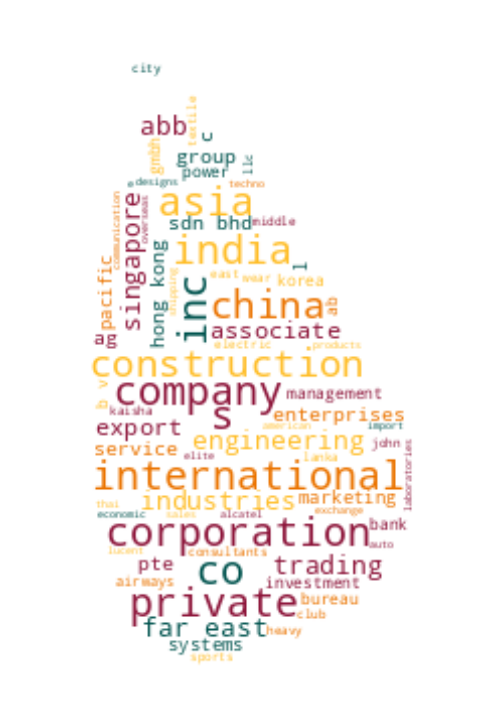 city
textile
abb
c
gmbh
group
llc
power
e
designs
techno
communication
singapore
overseas
asia
sdn bhd
middle
hong kong
india
l
pacific
shipping
east
wear
korea
inc
china
ab
associate
ag
electric
products
construction
b v
company
management
kaisha
s
enterprises
export
american
import
engineering
john
service
elite
lanka
laboratories
international
industries
marketing
thai
economic
sales
alcatel
exchange
corporation
bank
auto
lucent
consultants
pte
co
trading
airways
investment
private
bureau
club
far east
heavy
systems
sports